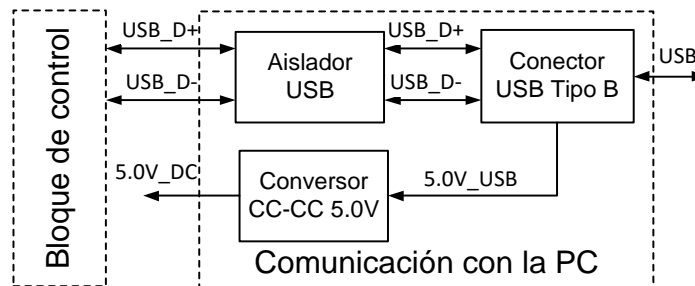 Bloque de control
USB_D+
USB_D-
Aislador
USB
USB_D+
USB_D-
Conector
USB Tipo B
USB
5.0V_DC
Conversor
CC-CC 5.0V
5.0V_USB
Comunicación con la PC